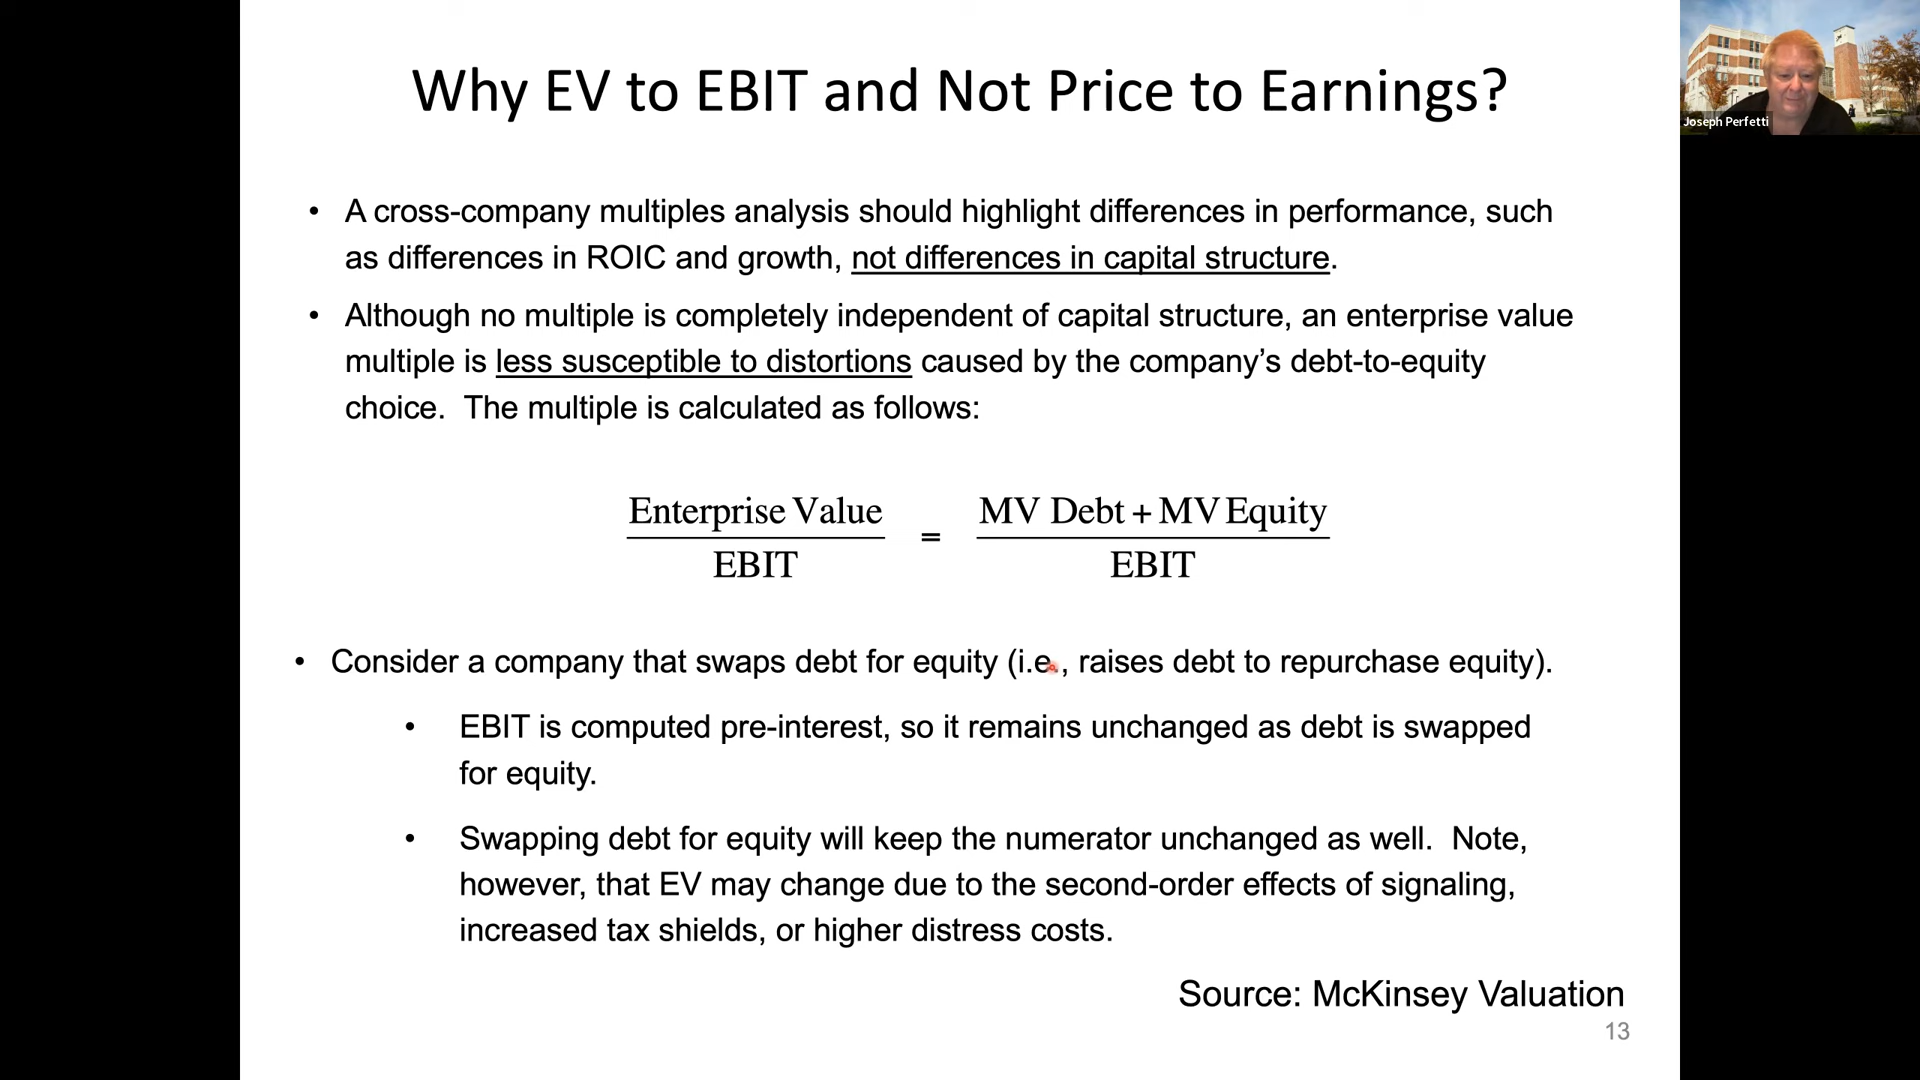 Why EV to EBIT and Not Price to Earnings?
Joseph Perfetti
• A cross-company multiples analysis should highlight differences in performance, such
as differences in ROIC and growth, not differences in capital structure.
• Although no multiple is completely independent of capital structure, an enterprise value
multiple is less susceptible to distortions caused by the company’s debt-to-equity
choice. The multiple is calculated as follows:
Enterprise Value MV Debt + MV Equity
=
EBIT EBIT
• Consider a company that swaps debt for equity (i.e., raises debt to repurchase equity).
• EBIT is computed pre-interest, so it remains unchanged as debt is swapped
for equity.
• Swapping debt for equity will keep the numerator unchanged as well. Note,
however, that EV may change due to the second-order effects of signaling,
increased tax shields, or higher distress costs.
Source: McKinsey Valuation
13